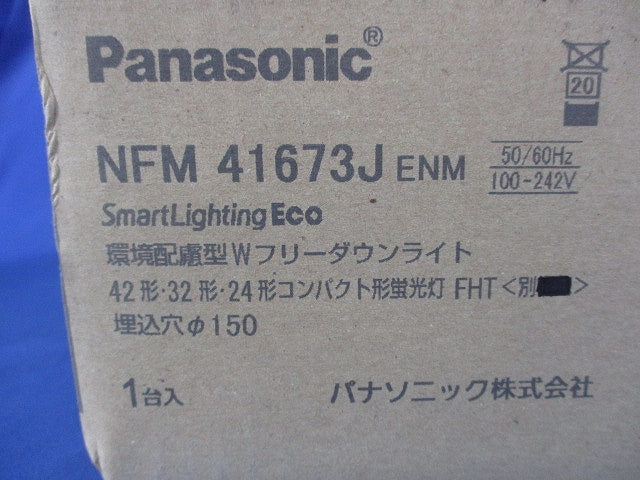 Panasonic®
20
NFM 41673J ENM
50/60Hz
100-242V
SmartLighting Eco
環境配慮型Wフリーダウンライト
42形・32形・24形コンパクト形蛍光灯 FHT<別>
埋込穴φ150
1台入
パナソニック株式会社